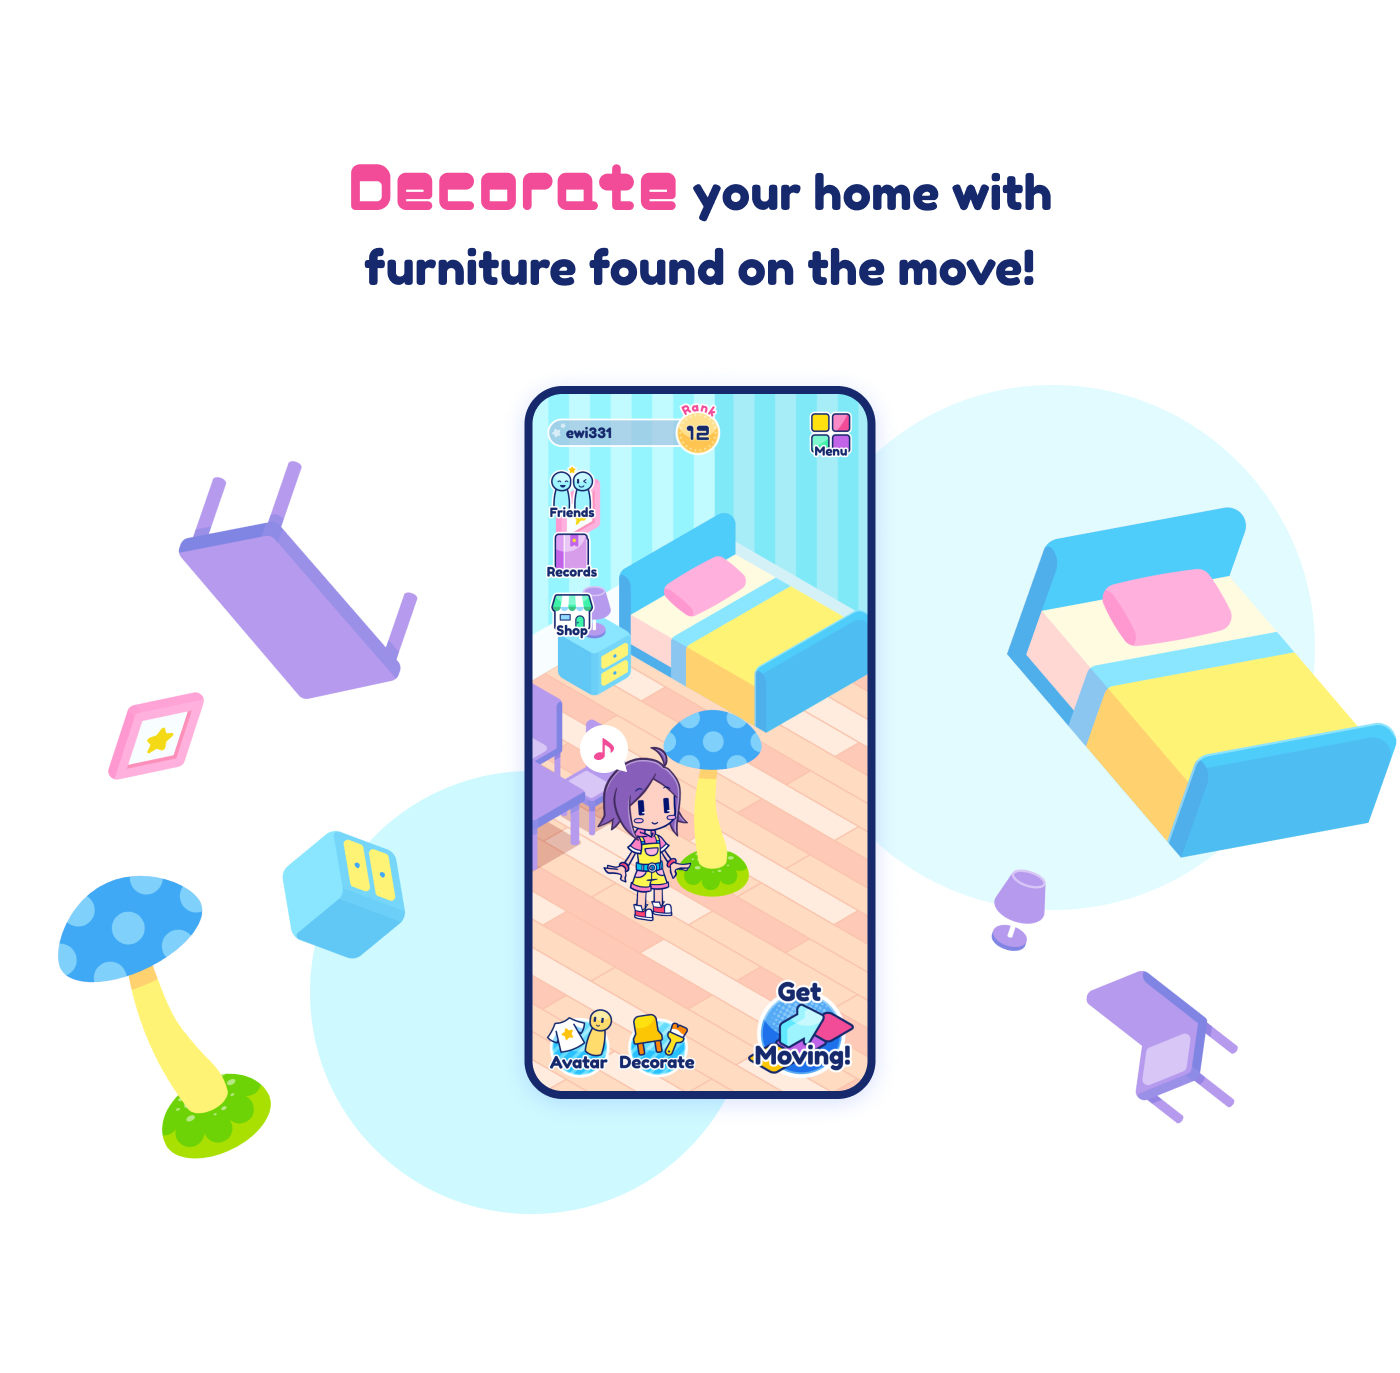 Decorate your home with
furniture found on the move!
Rank
ewi331
12
Menu
Friends
Records
Shop
Get
Moving!
Avatar
Decorate